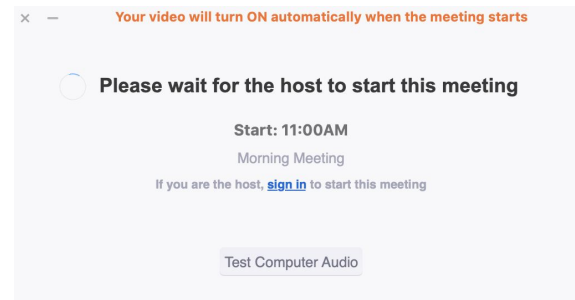 Your video will turn ON automatically when the meeting starts
Please wait for the host to start this meeting
Start: 11:00AM
Morning Meeting
If you are the host, sign in to start this meeting
Test Computer Audio